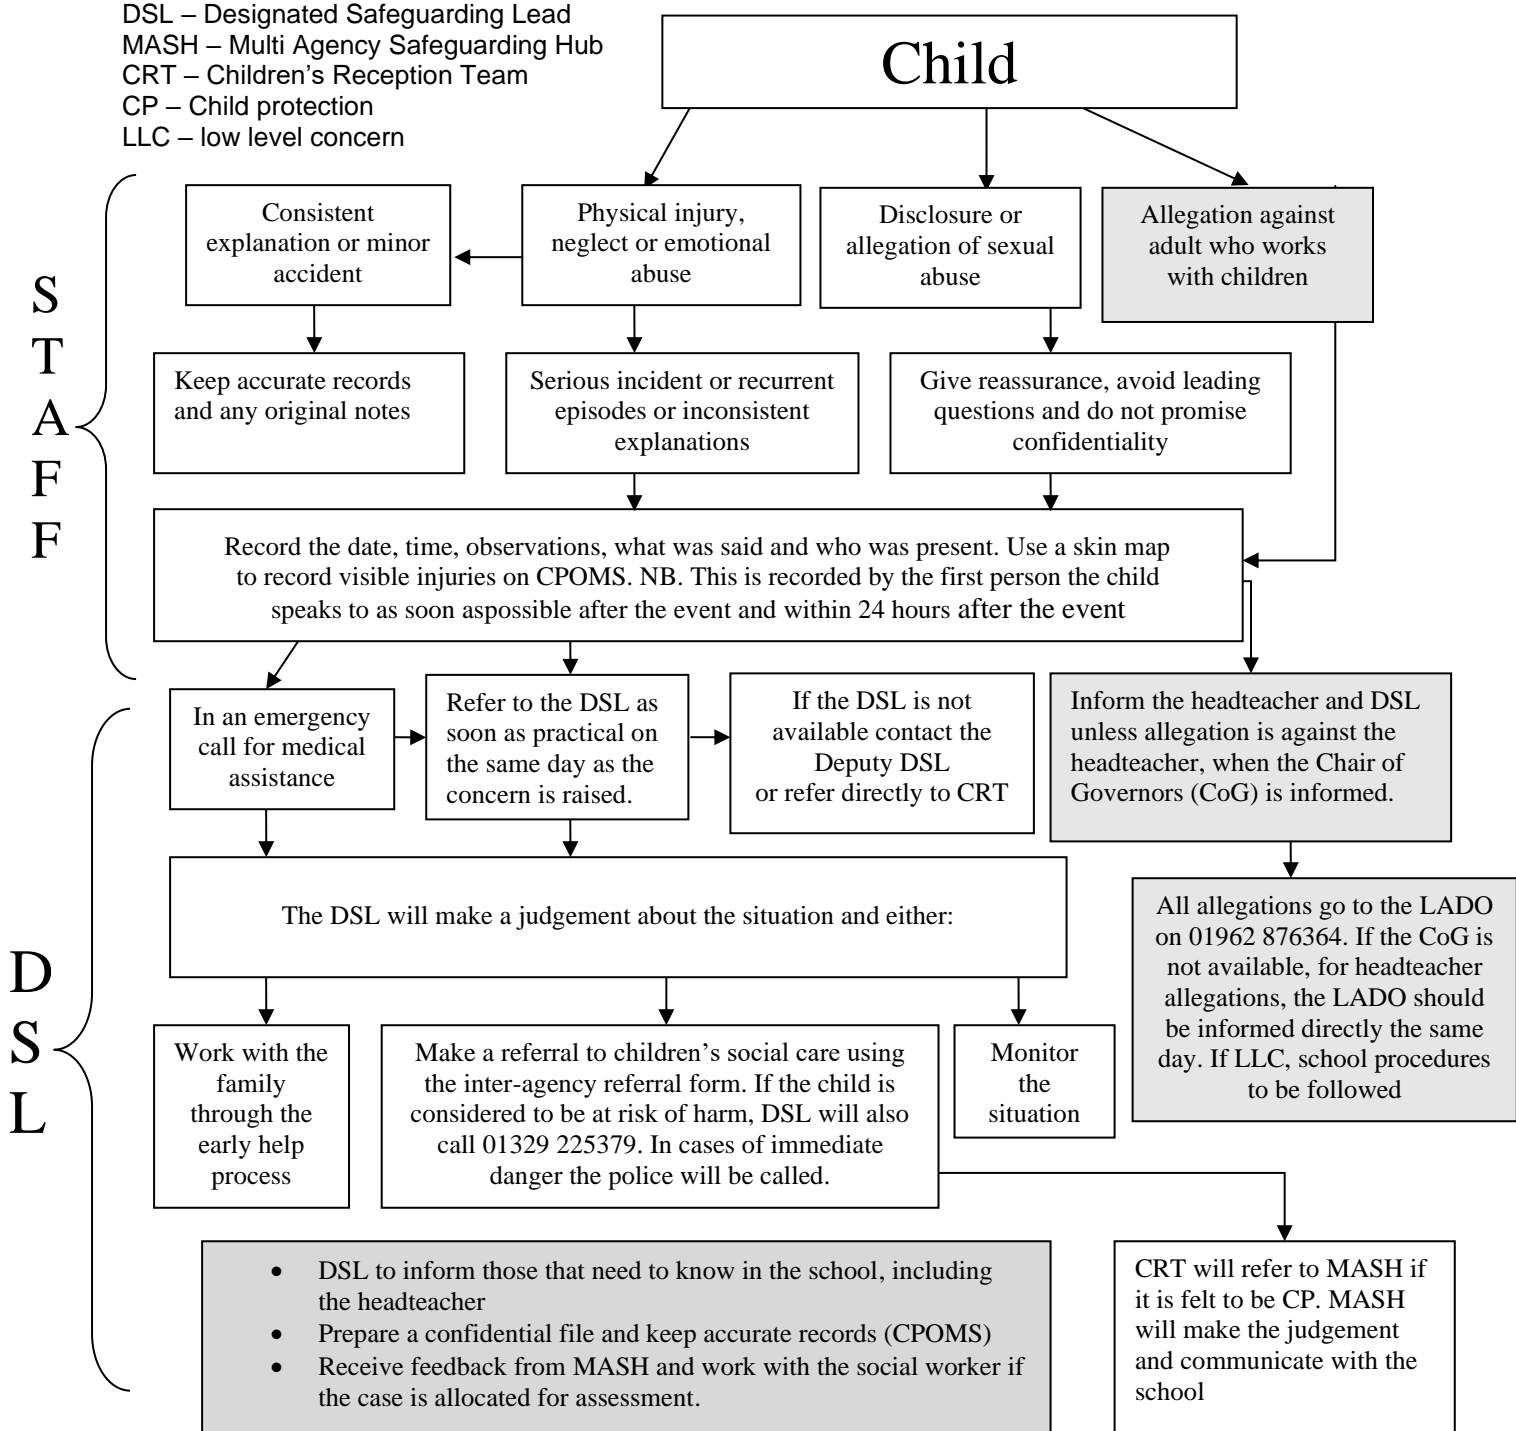 DSL – Designated Safeguarding Lead
MASH – Multi Agency Safeguarding Hub
CRT – Children's Reception Team
CP – Child protection
LLC – low level concern
Child
S
T
A
F
F
Consistent
explanation or minor
accident
Physical injury,
neglect or emotional
abuse
Disclosure or
allegation of sexual
abuse
Allegation against
adult who works
with children
Keep accurate records
and any original notes
Serious incident or recurrent
episodes or inconsistent
explanations
Give reassurance, avoid leading
questions and do not promise
confidentiality
Record the date, time, observations, what was said and who was present. Use a skin map
to record visible injuries on CPOMS. NB. This is recorded by the first person the child
speaks to as soon aspossible after the event and within 24 hours after the event
D
S
L
In an emergency
call for medical
assistance
Refer to the DSL as
soon as practical on
the same day as the
concern is raised.
If the DSL is not
available contact the
Deputy DSL
or refer directly to CRT
Inform the headteacher and DSL
unless allegation is against the
headteacher, when the Chair of
Governors (CoG) is informed.
The DSL will make a judgement about the situation and either:
All allegations go to the LADO
on 01962 876364. If the CoG is
not available, for headteacher
allegations, the LADO should
be informed directly the same
day. If LLC, school procedures
to be followed
Work with the
family
through the
early help
process
Make a referral to children's social care using
the inter-agency referral form. If the child is
considered to be at risk of harm, DSL will also
call 01329 225379. In cases of immediate
danger the police will be called.
Monitor
the
situation
• DSL to inform those that need to know in the school, including
the headteacher
• Prepare a confidential file and keep accurate records (CPOMS)
• Receive feedback from MASH and work with the social worker if
the case is allocated for assessment.
CRT will refer to MASH if
it is felt to be CP. MASH
will make the judgement
and communicate with the
school